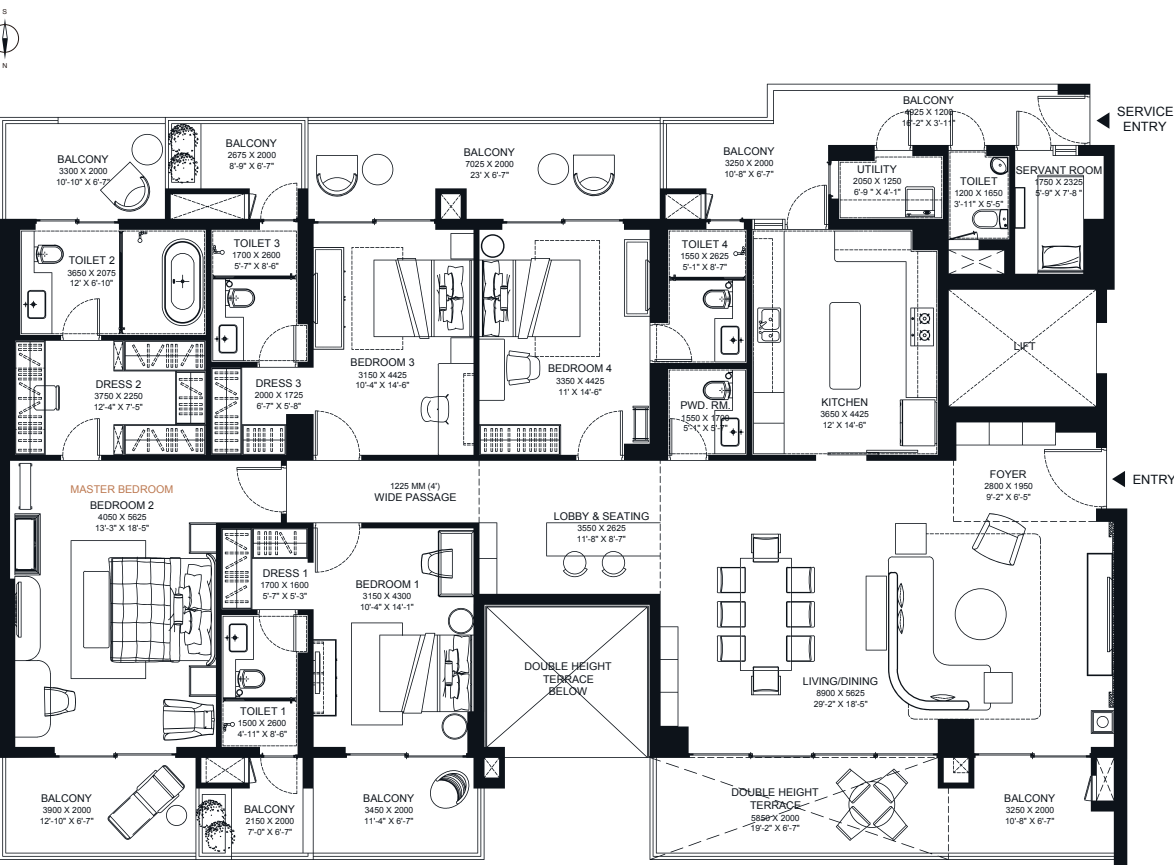 S
N
BALCONY
4925 X 1200
16'-2" X 3'-11"
SERVICE
ENTRY
BALCONY
3300 X 2000
10'-10" X 6'-7"
BALCONY
2675 X 2000
8'-9" X 6'-7"
BALCONY
7025 X 2000
23' X 6'-7"
BALCONY
3250 X 2000
10'-8" X 6'-7"
UTILITY
2050 X 1250
6'-9 " X 4'-1"
TOILET
1200 X 1650
3'-11" X 5'-5"
SERVANT ROOM
1750 X 2325
5'-9" X 7'-8 "
TOILET 2
3650 X 2075
12' X 6'-10"
TOILET 3
1700 X 2600
5'-7" X 8'-6"
TOILET 4
1550 X 2625
5'-1" X 8'-7"
LIFT
DRESS 2
3750 X 2250
12'-4" X 7'-5"
DRESS 3
2000 X 1725
6'-7" X 5'-8"
BEDROOM 3
3150 X 4425
10'-4" X 14'-6"
BEDROOM 4
3350 X 4425
11' X 14'-6"
PWD. RM.
1550 X 1700
5'-1" X 5'-7"
KITCHEN
3650 X 4425
12' X 14'-6"
FOYER
2800 X 1950
9'-2" X 6'-5"
ENTRY
MASTER BEDROOM
BEDROOM 2
4050 X 5625
13'-3" X 18'-5"
1225 MM (4')
WIDE PASSAGE
LOBBY & SEATING
3550 X 2625
11'-8" X 8'-7"
DRESS 1
1700 X 1600
5'-7" X 5'-3"
BEDROOM 1
3150 X 4300
10'-4" X 14'-1"
DOUBLE HEIGHT
TERRACE
BELOW
LIVING/DINING
8900 X 5625
29'-2" X 18'-5"
TOILET 1
1500 X 2600
4'-11" X 8'-6"
BALCONY
3900 X 2000
12'-10" X 6'-7"
BALCONY
2150 X 2000
7'-0" X 6'-7"
BALCONY
3450 X 2000
11'-4" X 6'-7"
DOUBLE HEIGHT
TERRACE
5850 X 2000
19'-2" X 6'-7"
BALCONY
3250 X 2000
10'-8" X 6'-7"